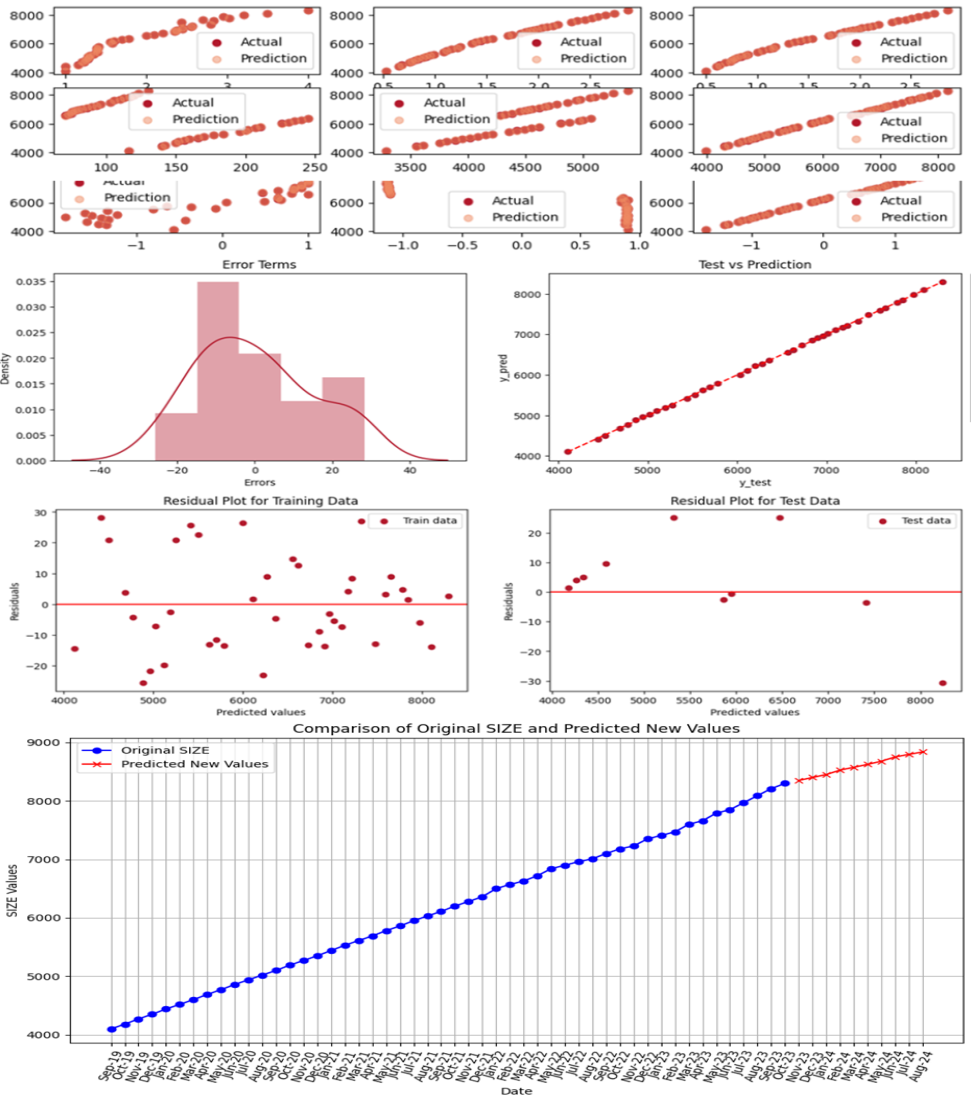 8000
6000
4000
Actual
Prediction
1 2 3 4
8000
6000
4000
Actual
Prediction
0.5 1.0 1.5 2.0 2.5
8000
6000
4000
Actual
Prediction
0.5 1.0 1.5 2.0 2.5
8000
6000
4000
Actual
Prediction
100 150 200 250
8000
6000
4000
Actual
Prediction
3500 4000 4500 5000
8000
6000
4000
Actual
Prediction
4000 5000 6000 7000 8000
6000
4000
Actual
Prediction
−1 0 1
6000
4000
Actual
Prediction
−1.0 −0.5 0.0 0.5 1.0
6000
4000
Actual
Prediction
−1 0 1
Error Terms
0.035
0.030
0.025
0.020
0.015
0.010
0.005
0.000
Density
−40 −20 0 20 40
Errors
Test vs Prediction
8000
7000
6000
5000
4000
y_pred
4000 5000 6000 7000 8000
y_test
Residual Plot for Training Data
Train data
30
20
10
0
−10
−20
Residuals
4000 5000 6000 7000 8000
Predicted values
Residual Plot for Test Data
Test data
20
10
0
−10
−20
−30
Residuals
4000 4500 5000 5500 6000 6500 7000 7500 8000
Predicted values
Comparison of Original SIZE and Predicted New Values
Original SIZE
Predicted New Values
9000
8000
7000
6000
5000
4000
SIZE Values
Sep-19
Oct-19
Nov-19
Dec-19
Jan-20
Feb-20
Mar-20
Apr-20
May-20
Jun-20
Jul-20
Aug-20
Sep-20
Oct-20
Nov-20
Dec-20
Jan-21
Feb-21
Mar-21
Apr-21
May-21
Jun-21
Jul-21
Aug-21
Sep-21
Oct-21
Nov-21
Dec-21
Jan-22
Feb-22
Mar-22
Apr-22
May-22
Jun-22
Jul-22
Aug-22
Sep-22
Oct-22
Nov-22
Dec-22
Jan-23
Feb-23
Mar-23
Apr-23
May-23
Jun-23
Jul-23
Aug-23
Sep-23
Oct-23
Nov-23
Dec-23
Jan-24
Feb-24
Mar-24
Apr-24
May-24
Jun-24
Jul-24
Aug-24
Date